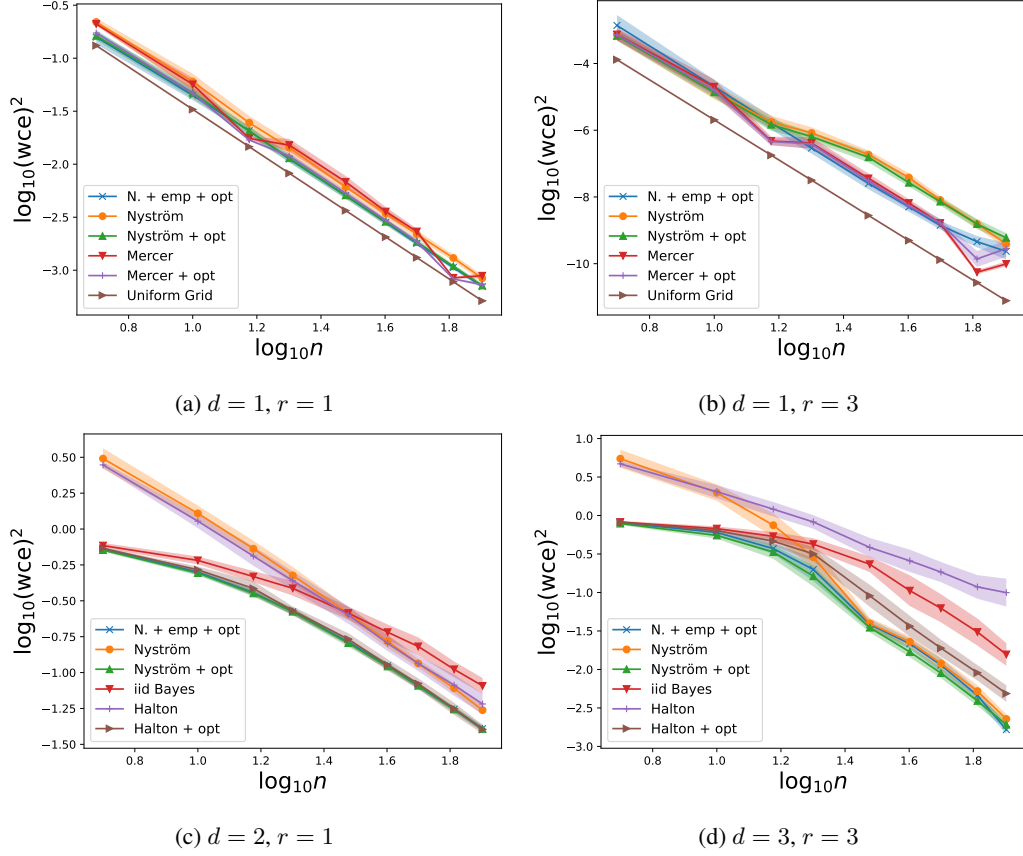 −0.5
−1.0
−1.5
−2.0
−2.5
−3.0
log₁₀(wce)²
N. + emp + opt
Nyström
Nyström + opt
Mercer
Mercer + opt
Uniform Grid
0.8 1.0 1.2 1.4 1.6 1.8
log₁₀n
(a) d = 1, r = 1
−4
−6
−8
−10
log₁₀(wce)²
N. + emp + opt
Nyström
Nyström + opt
Mercer
Mercer + opt
Uniform Grid
0.8 1.0 1.2 1.4 1.6 1.8
log₁₀n
(b) d = 1, r = 3
0.50
0.25
0.00
−0.25
−0.50
−0.75
−1.00
−1.25
−1.50
log₁₀(wce)²
N. + emp + opt
Nyström
Nyström + opt
iid Bayes
Halton
Halton + opt
0.8 1.0 1.2 1.4 1.6 1.8
log₁₀n
(c) d = 2, r = 1
1.0
0.5
0.0
−0.5
−1.0
−1.5
−2.0
−2.5
−3.0
log₁₀(wce)²
N. + emp + opt
Nyström
Nyström + opt
iid Bayes
Halton
Halton + opt
0.8 1.0 1.2 1.4 1.6 1.8
log₁₀n
(d) d = 3, r = 3